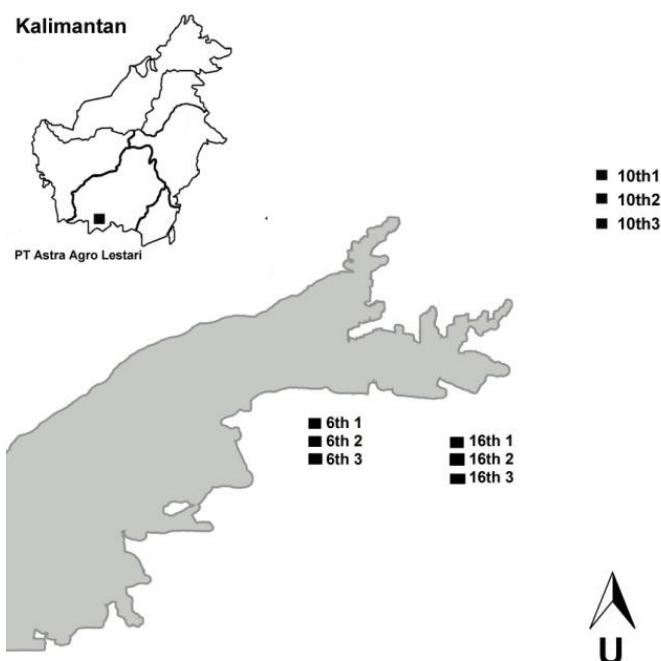 Kalimantan
PT Astra Agro Lestari
10th1
10th2
10th3
6th 1
6th 2
6th 3
16th 1
16th 2
16th 3
U